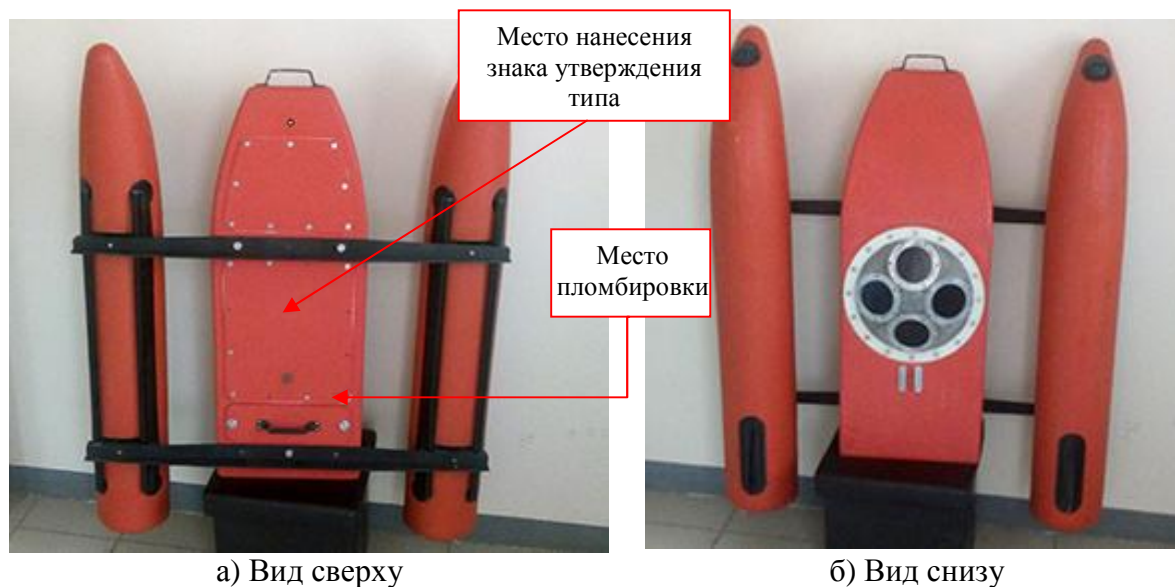 Место нанесения
знака утверждения
типа
Место
пломбировки
а) Вид сверху
б) Вид снизу